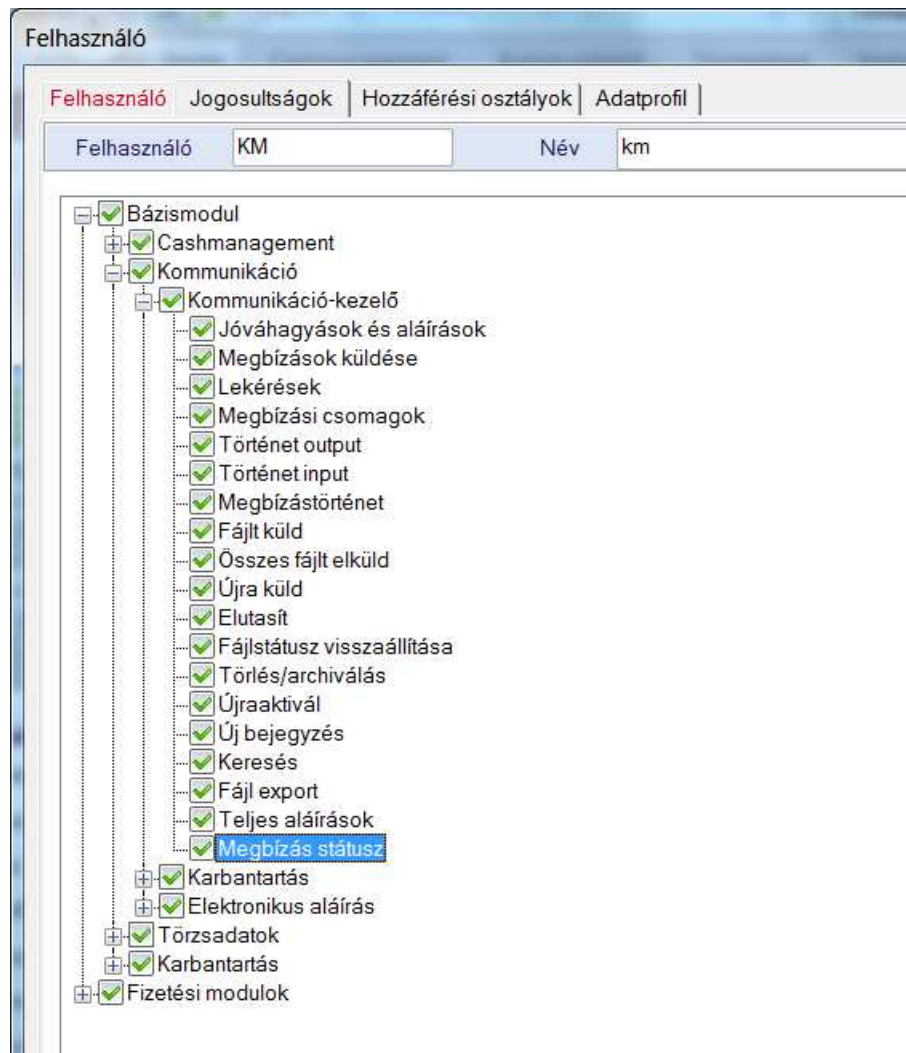 Felhasználó
Felhasználó Jogosultságok Hozzáférési osztályok Adatprofil
Felhasználó KM Név km
Bázismodul
Cashmanagement
Kommunikáció
Kommunikáció-kezelő
Jóváhagyások és aláírások
Megbízások küldése
Lekérések
Megbízási csomagok
Történet output
Történet input
Megbízástörténet
Fájlt küld
Összes fájlt elküld
Újra küld
Elutasít
Fájlstátusz visszaállítása
Törlés/archiválás
Újraaktivál
Új bejegyzés
Keresés
Fájl export
Teljes aláírások
Megbízás státusz
Karbantartás
Elektronikus aláírás
Törzsadatok
Karbantartás
Fizetési modulok